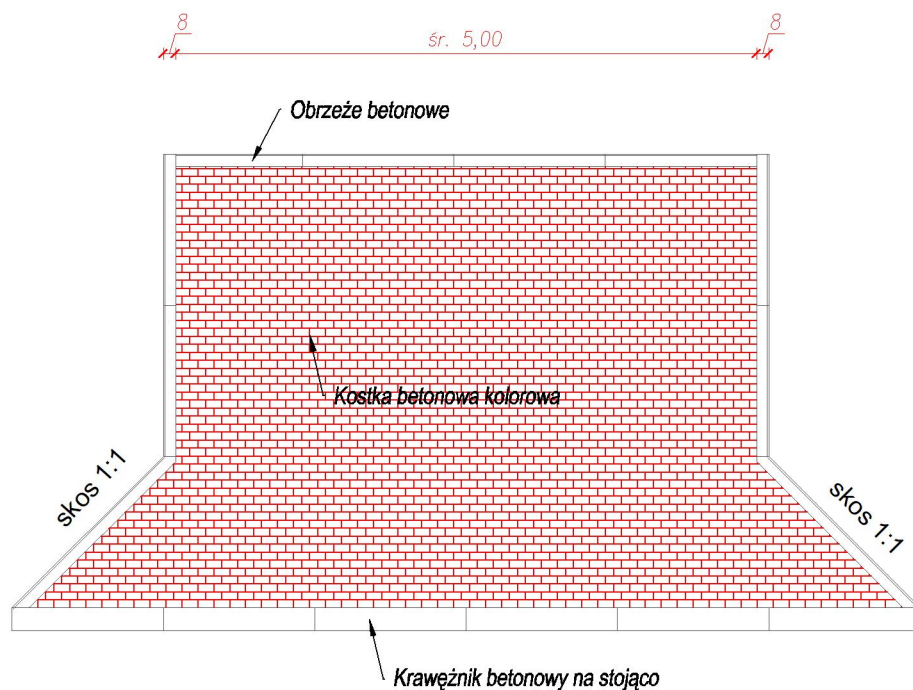 8
śr. 5,00
8
Obrzeże betonowe
Kostka betonowa kolorowa
skos 1:1
skos 1:1
Krawężnik betonowy na stojąco